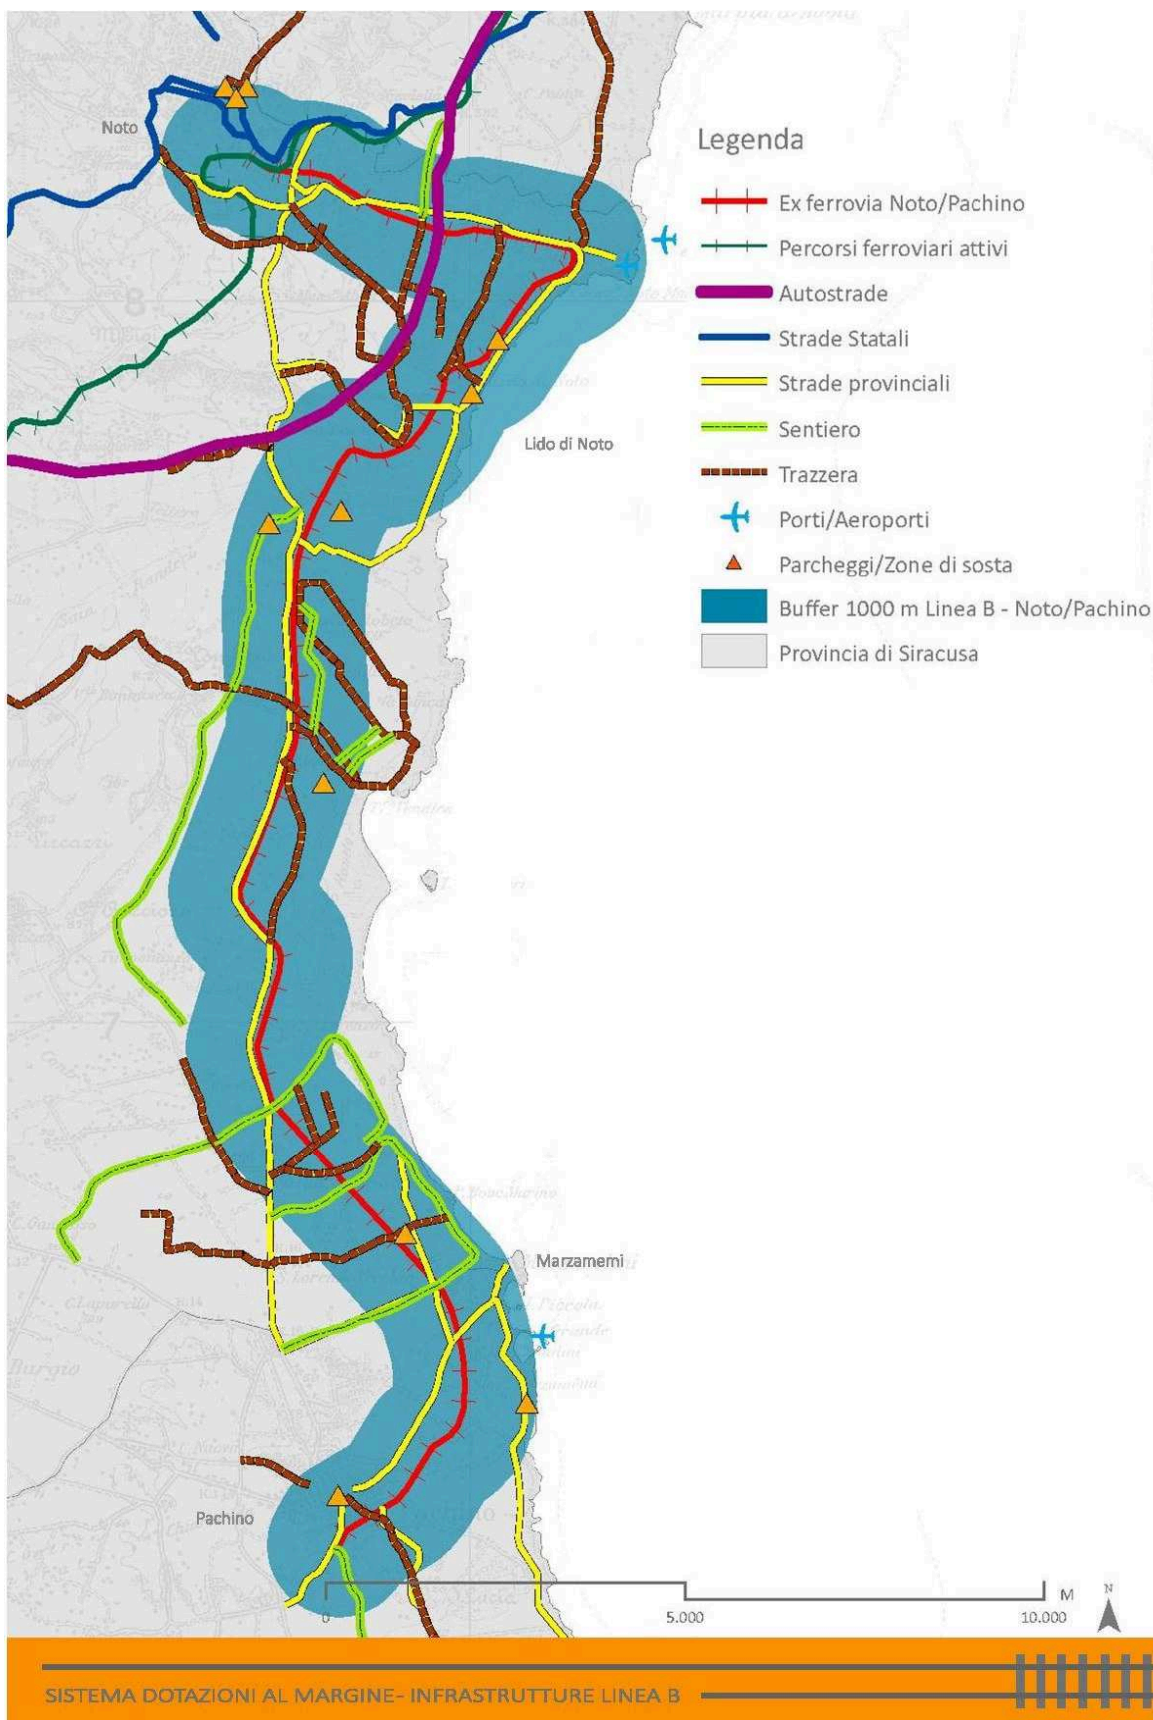 Noto
Legenda
Ex ferrovia Noto/Pachino
Percorsi ferroviari attivi
Autostrade
Strade Statali
Strade provinciali
Sentiero
Trazzera
Porti/Aeroporti
Parcheggi/Zone di sosta
Buffer 1000 m Linea B - Noto/Pachino
Provincia di Siracusa
8
Lido di Noto
7
Marzamemi
Pachino
M
N
0
5.000
10.000
SISTEMA DOTAZIONI AL MARGINE- INFRASTRUTTURE LINEA B